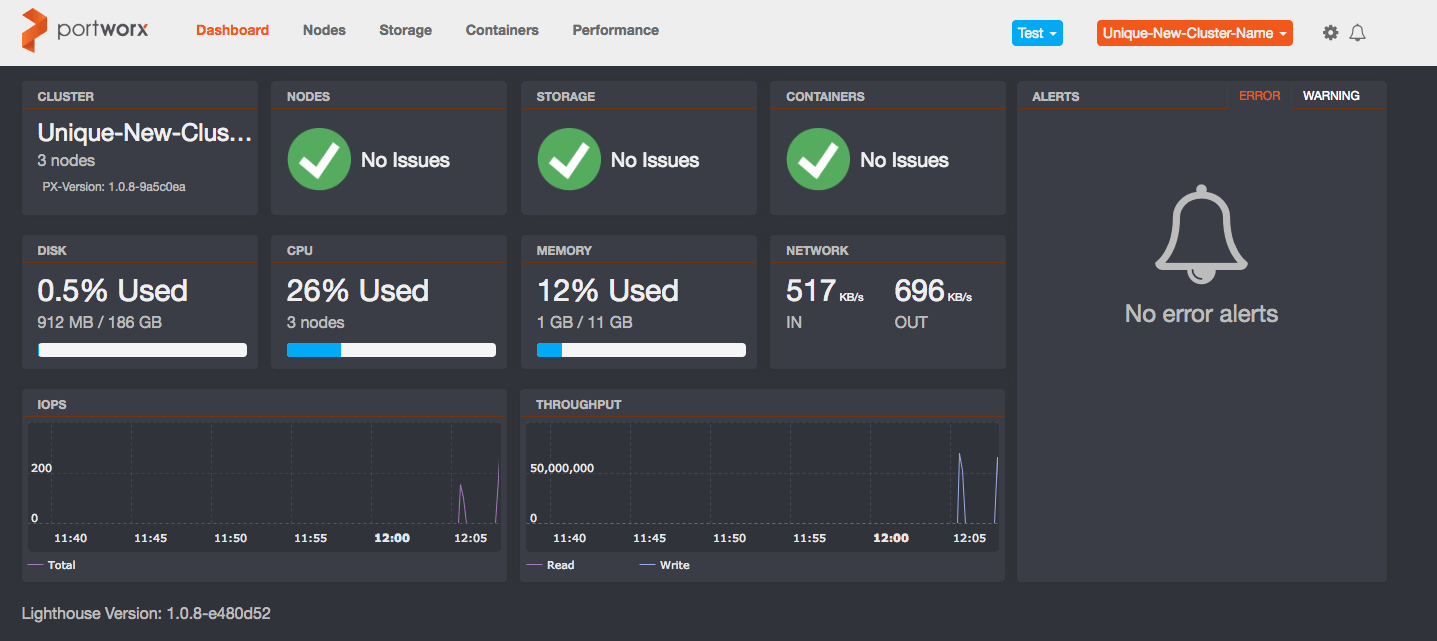 portworx
Dashboard Nodes Storage Containers Performance
Test
Unique-New-Cluster-Name
CLUSTER
Unique-New-Clus...
3 nodes
PX-Version: 1.0.8-9a5c0ea
NODES
No Issues
STORAGE
No Issues
CONTAINERS
No Issues
ALERTS ERROR WARNING
No error alerts
DISK
0.5% Used
912 MB / 186 GB
CPU
26% Used
3 nodes
MEMORY
12% Used
1 GB / 11 GB
NETWORK
517 KB/s 696 KB/s
IN OUT
IOPS
200
0
11:40 11:45 11:50 11:55 12:00 12:05
Total
THROUGHPUT
50,000,000
0
11:40 11:45 11:50 11:55 12:00 12:05
Read Write
Lighthouse Version: 1.0.8-e480d52